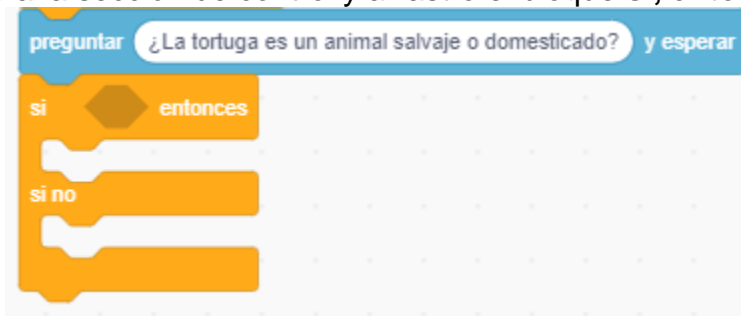 preguntar ¿La tortuga es un animal salvaje o domesticado? y esperar
si entonces
si no